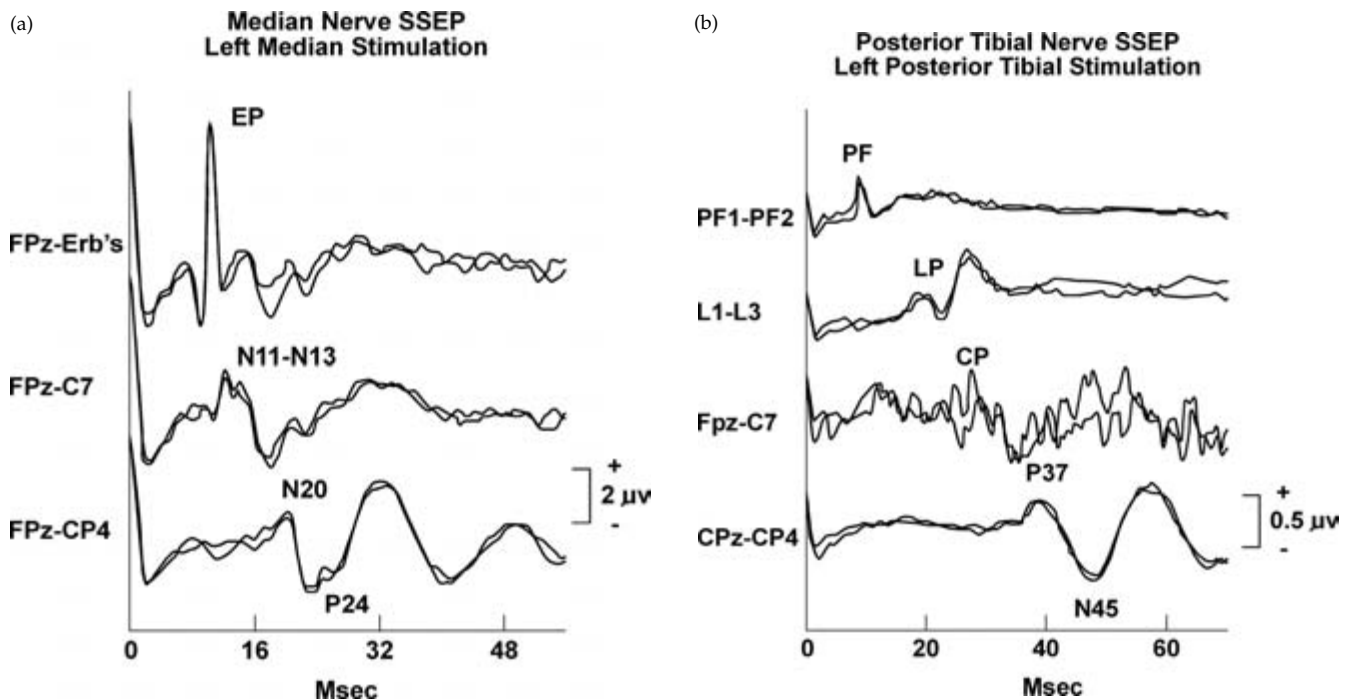 (a)
Median Nerve SSEP
Left Median Stimulation
EP
FPz-Erb's
N11-N13
FPz-C7
N20
+
2 μv
-
FPz-CP4
P24
0 16 32 48
Msec
(b)
Posterior Tibial Nerve SSEP
Left Posterior Tibial Stimulation
PF
PF1-PF2
LP
L1-L3
CP
Fpz-C7
P37
+
0.5 μv
-
CPz-CP4
N45
0 20 40 60
Msec